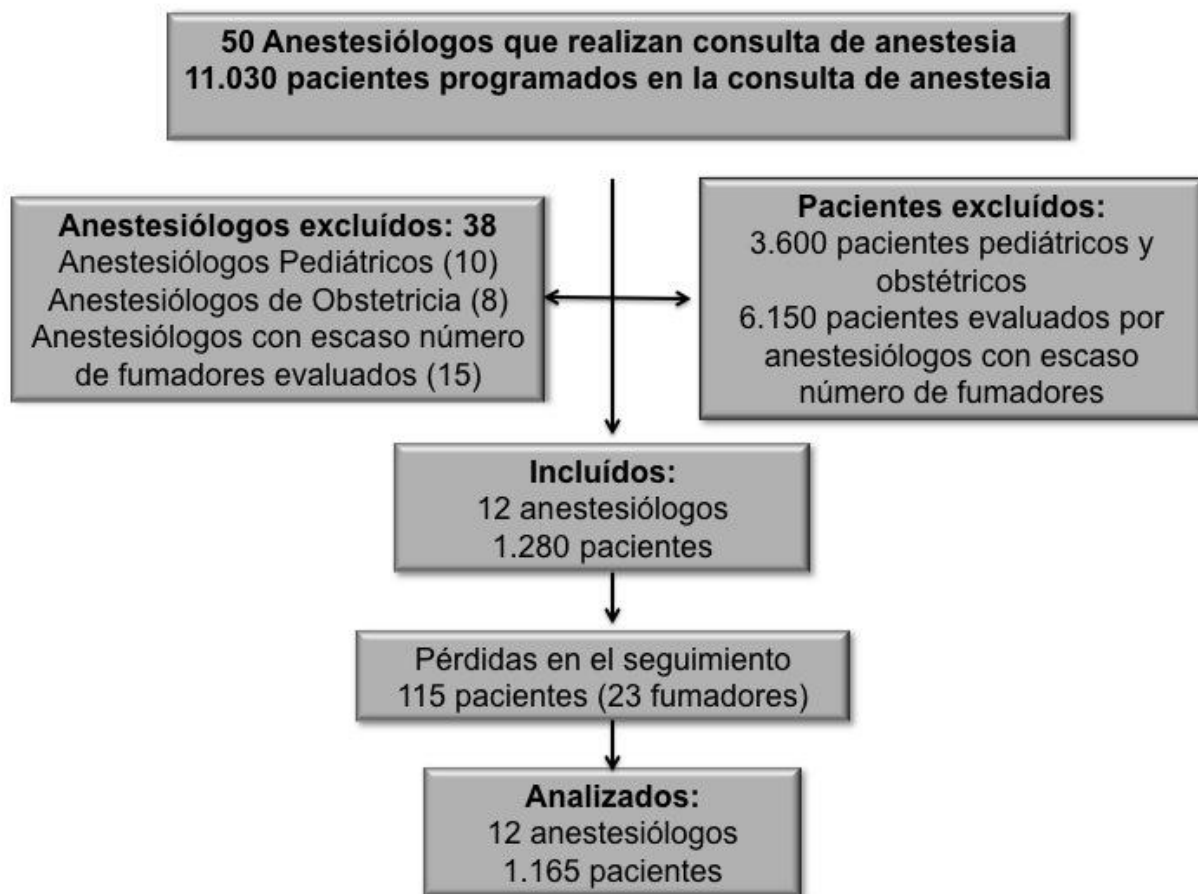 50 Anestesiólogos que realizan consulta de anestesia
11.030 pacientes programados en la consulta de anestesia
Anestesiólogos excluídos: 38
Anestesiólogos Pediátricos (10)
Anestesiólogos de Obstetricia (8)
Anestesiólogos con escaso número
de fumadores evaluados (15)
Pacientes excluídos:
3.600 pacientes pediátricos y
obstétricos
6.150 pacientes evaluados por
anestesiólogos con escaso
número de fumadores
Incluídos:
12 anestesiólogos
1.280 pacientes
Pérdidas en el seguimiento
115 pacientes (23 fumadores)
Analizados:
12 anestesiólogos
1.165 pacientes